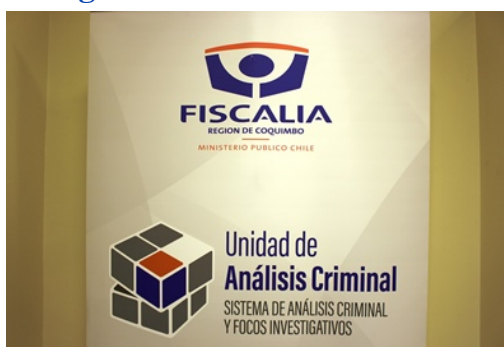 FISCALIA
REGION DE COQUIMBO
MINISTERIO PUBLICO CHILE
Unidad de
Análisis Criminal
SISTEMA DE ANÁLISIS CRIMINAL
Y FOCOS INVESTIGATIVOS